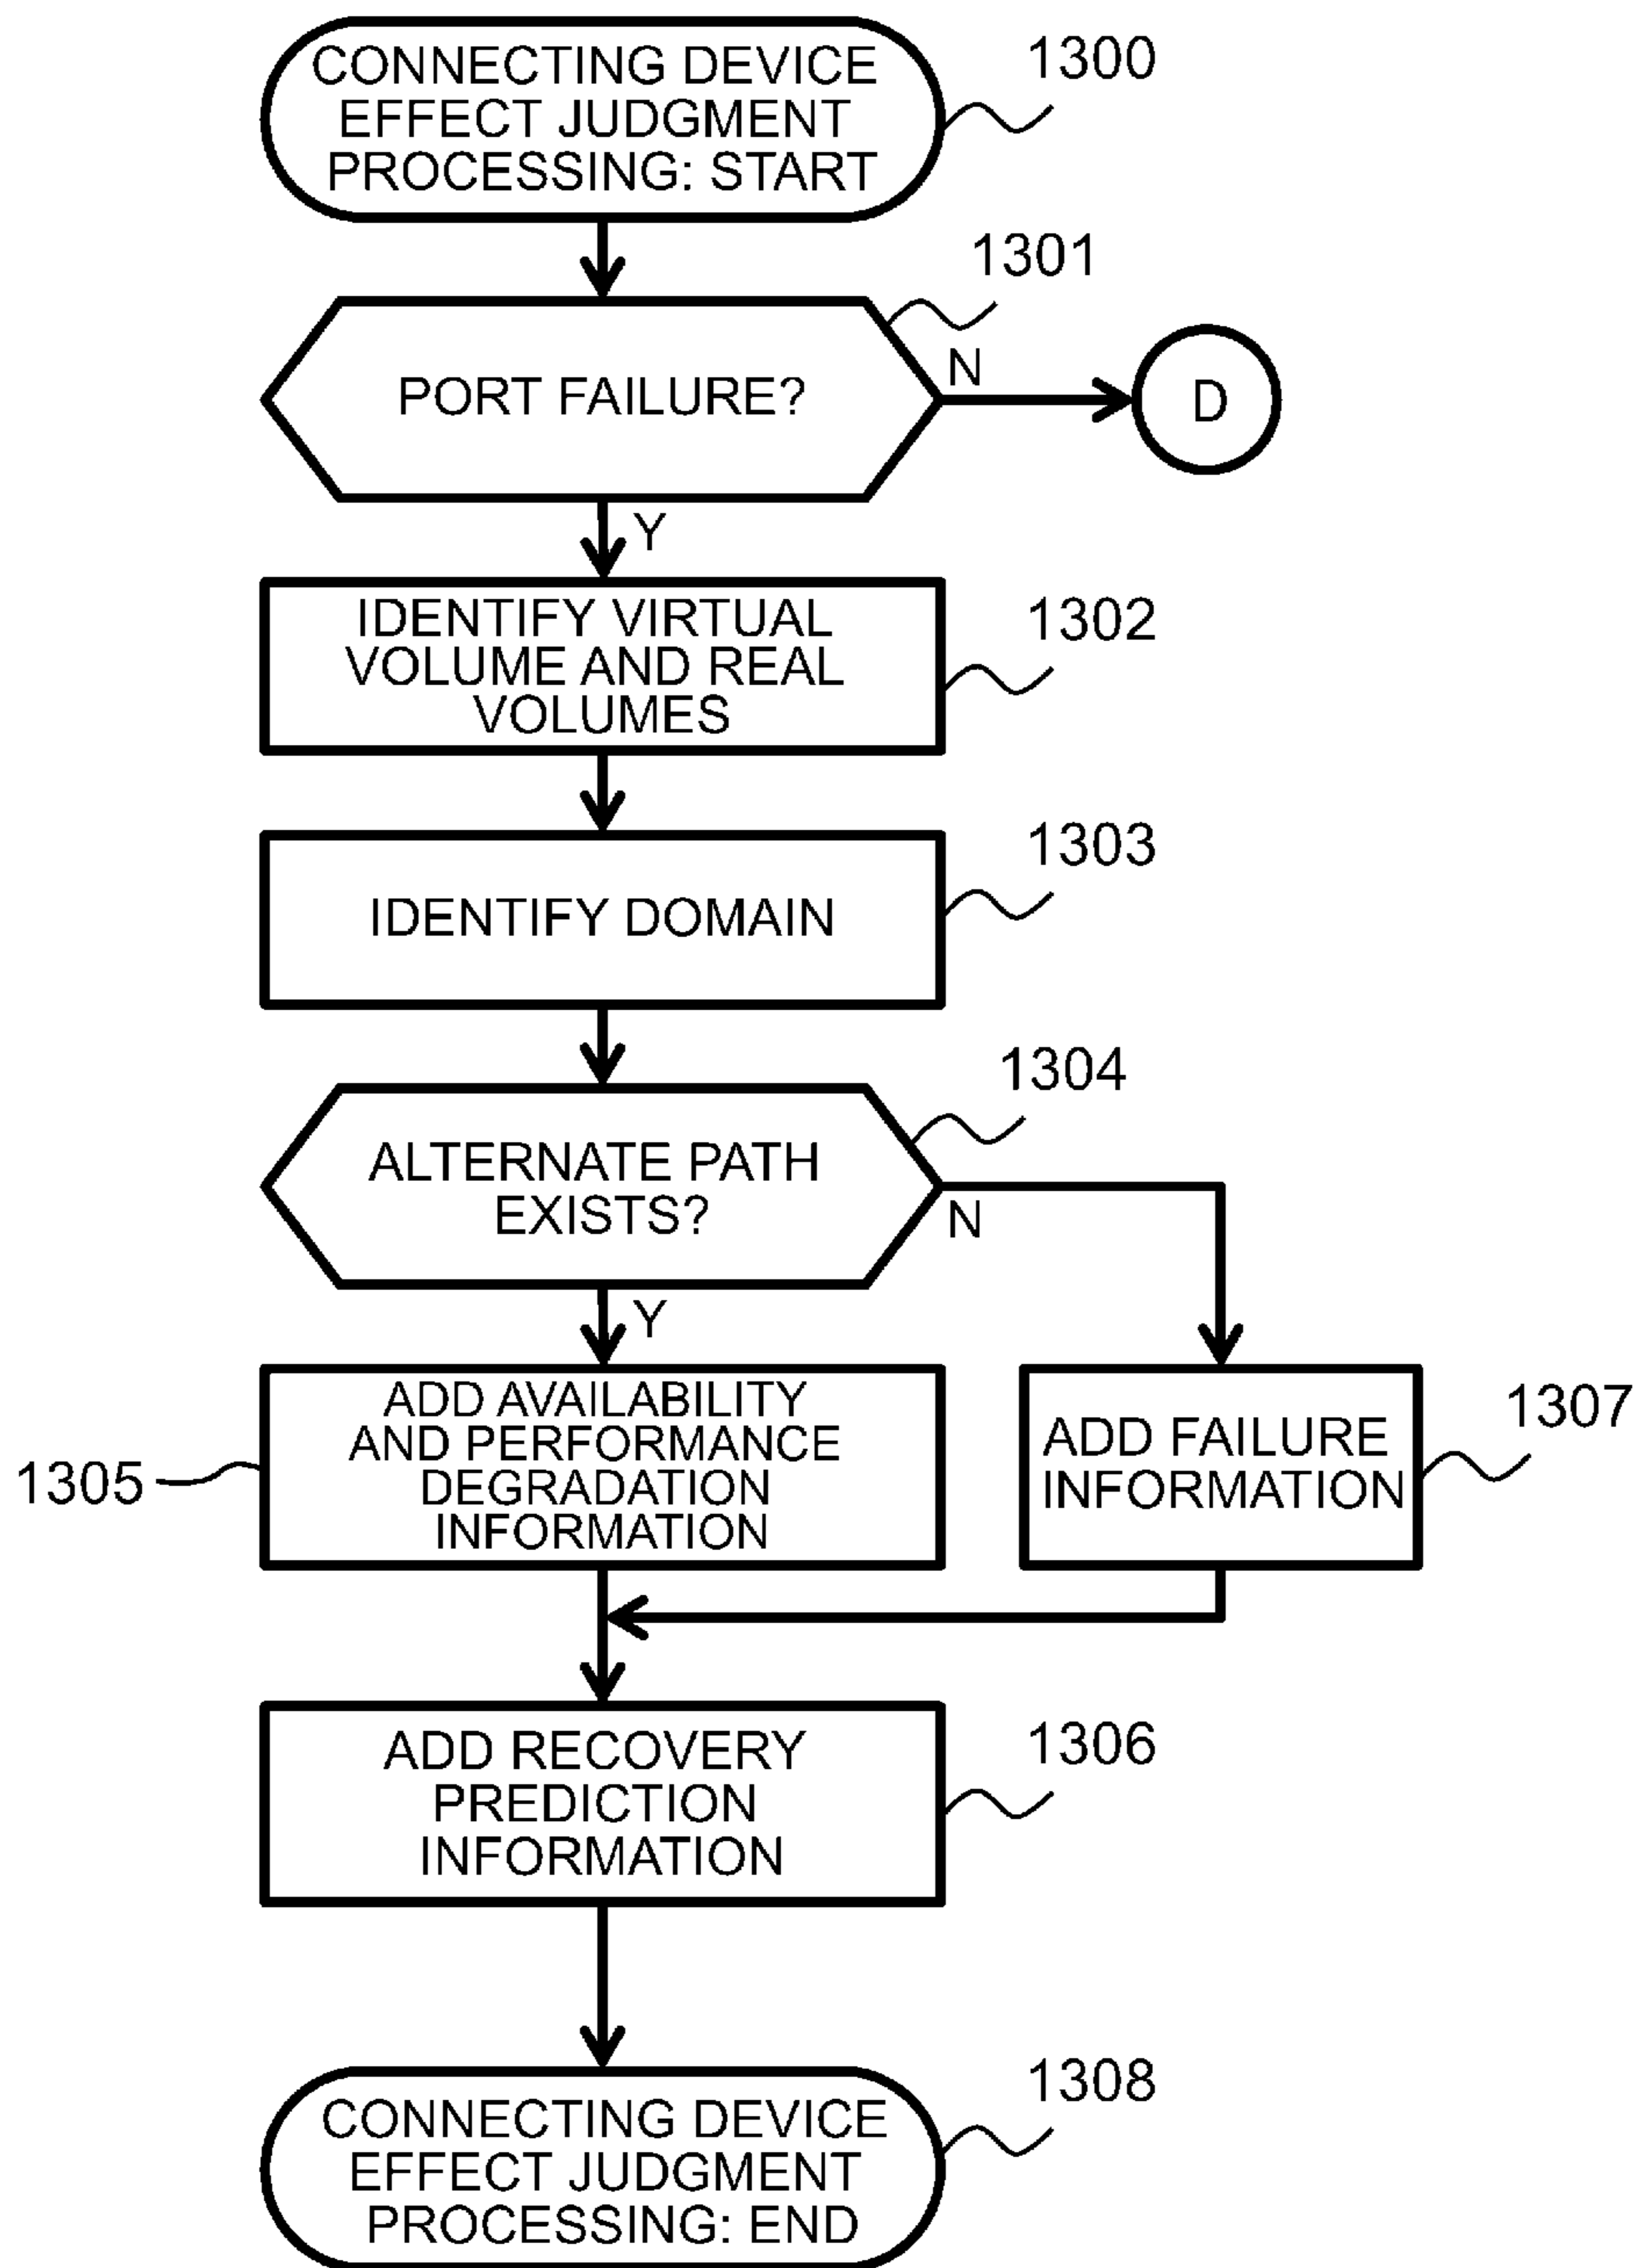 CONNECTING DEVICE
EFFECT JUDGMENT
PROCESSING: START
1300
1301
PORT FAILURE?
N
D
Y
IDENTIFY VIRTUAL
VOLUME AND REAL
VOLUMES
1302
IDENTIFY DOMAIN
1303
1304
ALTERNATE PATH
EXISTS?
N
Y
ADD AVAILABILITY
AND PERFORMANCE
DEGRADATION
INFORMATION
1305
ADD FAILURE
INFORMATION
1307
ADD RECOVERY
PREDICTION
INFORMATION
1306
CONNECTING DEVICE
EFFECT JUDGMENT
PROCESSING: END
1308